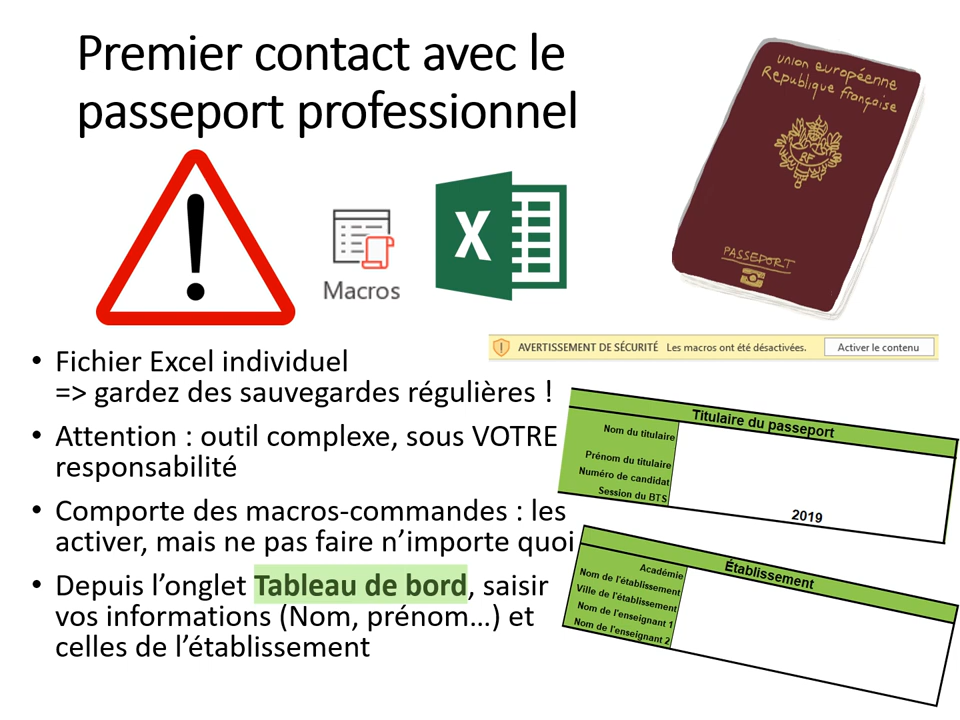 Premier contact avec le
passeport professionnel
union européenne
République française
RF
PASSEPORT
Macros
X
AVERTISSEMENT DE SÉCURITÉ Les macros ont été désactivées. Activer le contenu
• Fichier Excel individuel
=> gardez des sauvegardes régulières !
• Attention : outil complexe, sous VOTRE
responsabilité
• Comporte des macros-commandes : les
activer, mais ne pas faire n’importe quoi
• Depuis l’onglet Tableau de bord, saisir
vos informations (Nom, prénom…) et
celles de l’établissement
Titulaire du passeport
Nom du titulaire
Prénom du titulaire
Numéro de candidat
Session du BTS
2019
Établissement
Académie
Nom de l'établissement
Ville de l'établissement
Nom de l'enseignant 1
Nom de l'enseignant 2